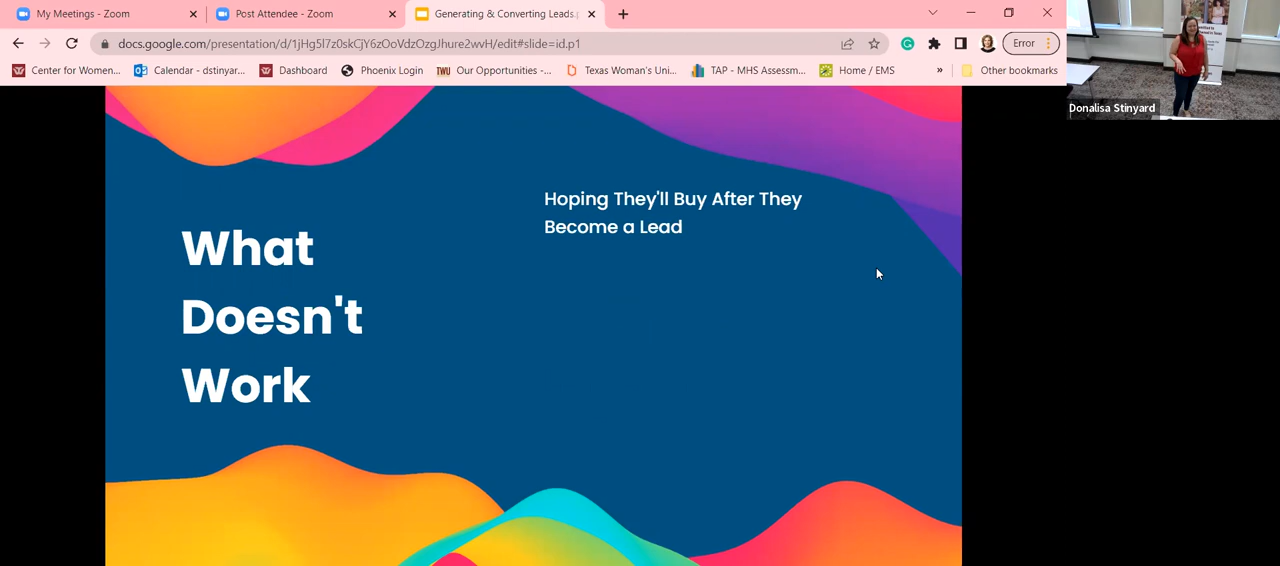 My Meetings - Zoom
Post Attendee - Zoom
Generating & Converting Leads.p
docs.google.com/presentation/d/1jHg5l7z0skCjY6zOoVdzOzgJhure2wvH/edit#slide=id.p1
Error
Center for Women...
Calendar - dstinyar...
Dashboard
Phoenix Login
TWU Our Opportunities -...
Texas Woman's Uni...
TAP - MHS Assessm...
Home / EMS
»
Other bookmarks
Donalisa Stinyard
Hoping They'll Buy After They
Become a Lead
What
Doesn't
Work